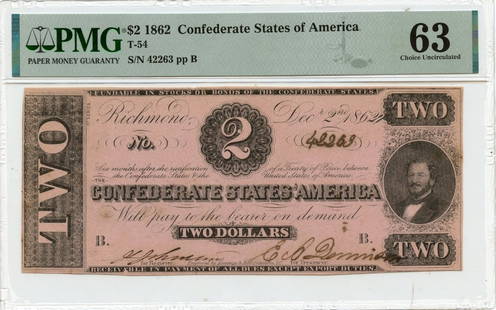 PMG
PAPER MONEY GUARANTY
$2 1862 Confederate States of America
T-54
S/N 42263 pp B
63
Choice Uncirculated
FUNDABLE IN STOCKS OR BONDS OF THE CONFEDERATE STATES.
TWO
Richmond, Dec. 2nd 1862
TWO
No. 2 42263
Six months after the ratification of a Treaty of Peace between
the Confederate States & the United States of America
THE
CONFEDERATE STATES OF AMERICA
Will pay to the bearer on demand
TWO DOLLARS
B. B.
TWO
RECEIVABLE IN PAYMENT OF ALL DUES EXCEPT EXPORT DUTIES